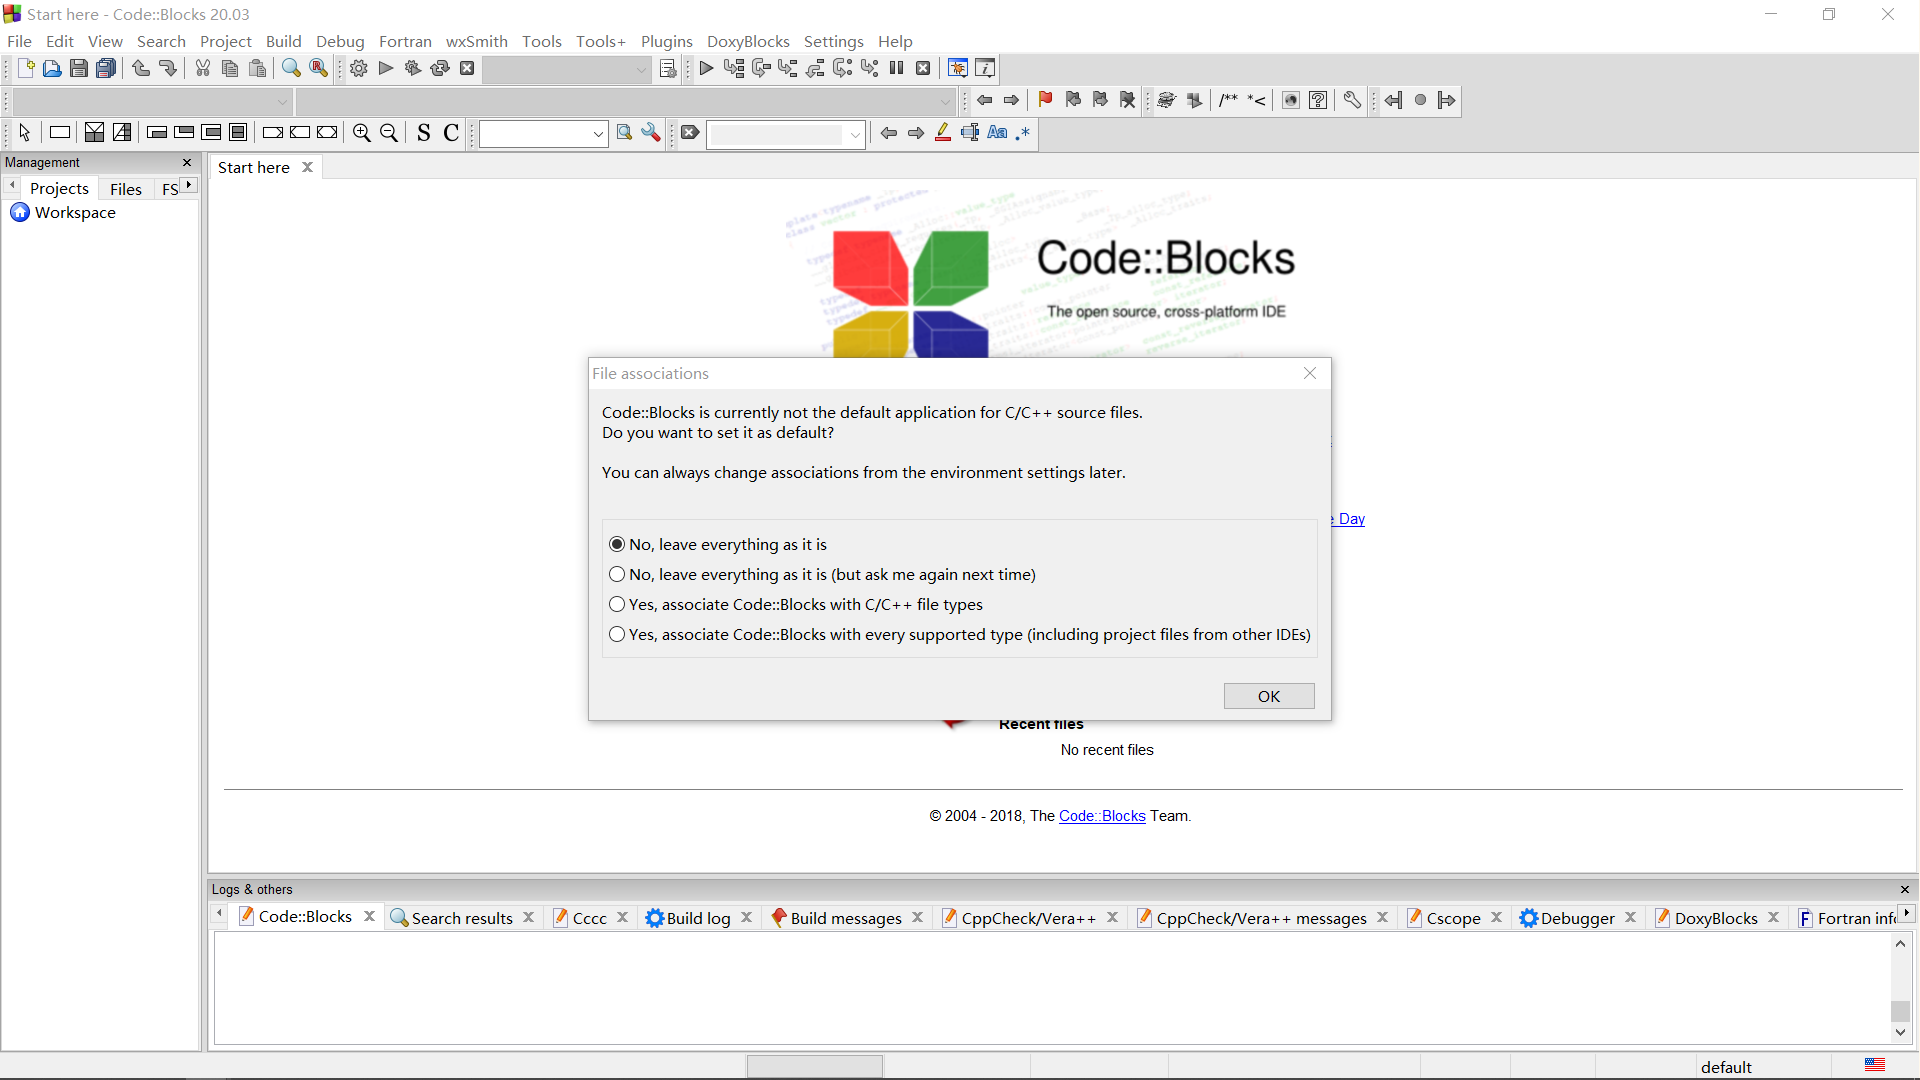 Start here - Code::Blocks 20.03
File Edit View Search Project Build Debug Fortran wxSmith Tools Tools+ Plugins DoxyBlocks Settings Help
/** *<
S C
Aa .*
Management
Start here
Projects Files FS
Workspace
Code::Blocks
The open source, cross-platform IDE
File associations
Code::Blocks is currently not the default application for C/C++ source files.
Do you want to set it as default?
You can always change associations from the environment settings later.
Day
No, leave everything as it is
No, leave everything as it is (but ask me again next time)
Yes, associate Code::Blocks with C/C++ file types
Yes, associate Code::Blocks with every supported type (including project files from other IDEs)
OK
Recent files
No recent files
© 2004 - 2018, The Code::Blocks Team.
Logs & others
Code::Blocks Search results Cccc Build log Build messages CppCheck/Vera++ CppCheck/Vera++ messages Cscope Debugger DoxyBlocks Fortran info
default